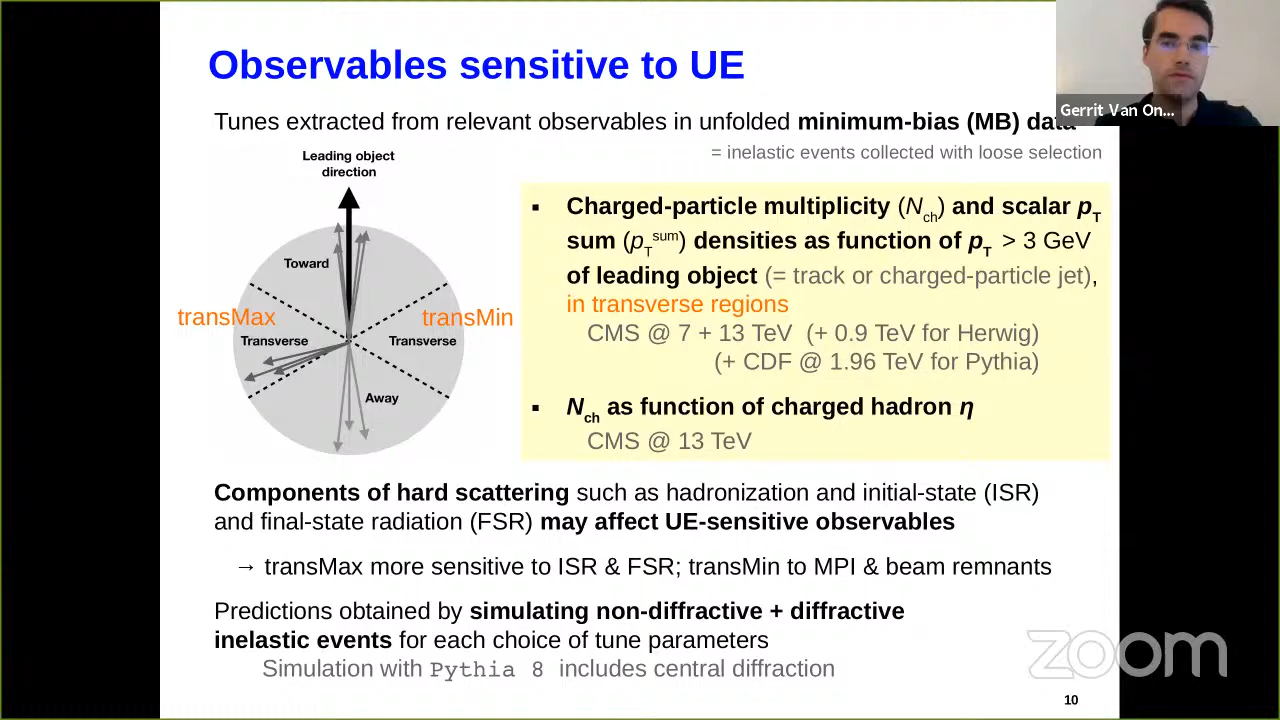 Observables sensitive to UE
Gerrit Van On...
Tunes extracted from relevant observables in unfolded minimum-bias (MB) data
= inelastic events collected with loose selection
Leading object
direction
Toward
transMax
transMin
Transverse
Transverse
Away
▪ Charged-particle multiplicity (Nch) and scalar pT
sum (pTsum) densities as function of pT > 3 GeV
of leading object (= track or charged-particle jet),
in transverse regions
CMS @ 7 + 13 TeV (+ 0.9 TeV for Herwig)
(+ CDF @ 1.96 TeV for Pythia)
▪ Nch as function of charged hadron η
CMS @ 13 TeV
Components of hard scattering such as hadronization and initial-state (ISR)
and final-state radiation (FSR) may affect UE-sensitive observables
→ transMax more sensitive to ISR & FSR; transMin to MPI & beam remnants
Predictions obtained by simulating non-diffractive + diffractive
inelastic events for each choice of tune parameters
Simulation with Pythia 8 includes central diffraction
zoom
10